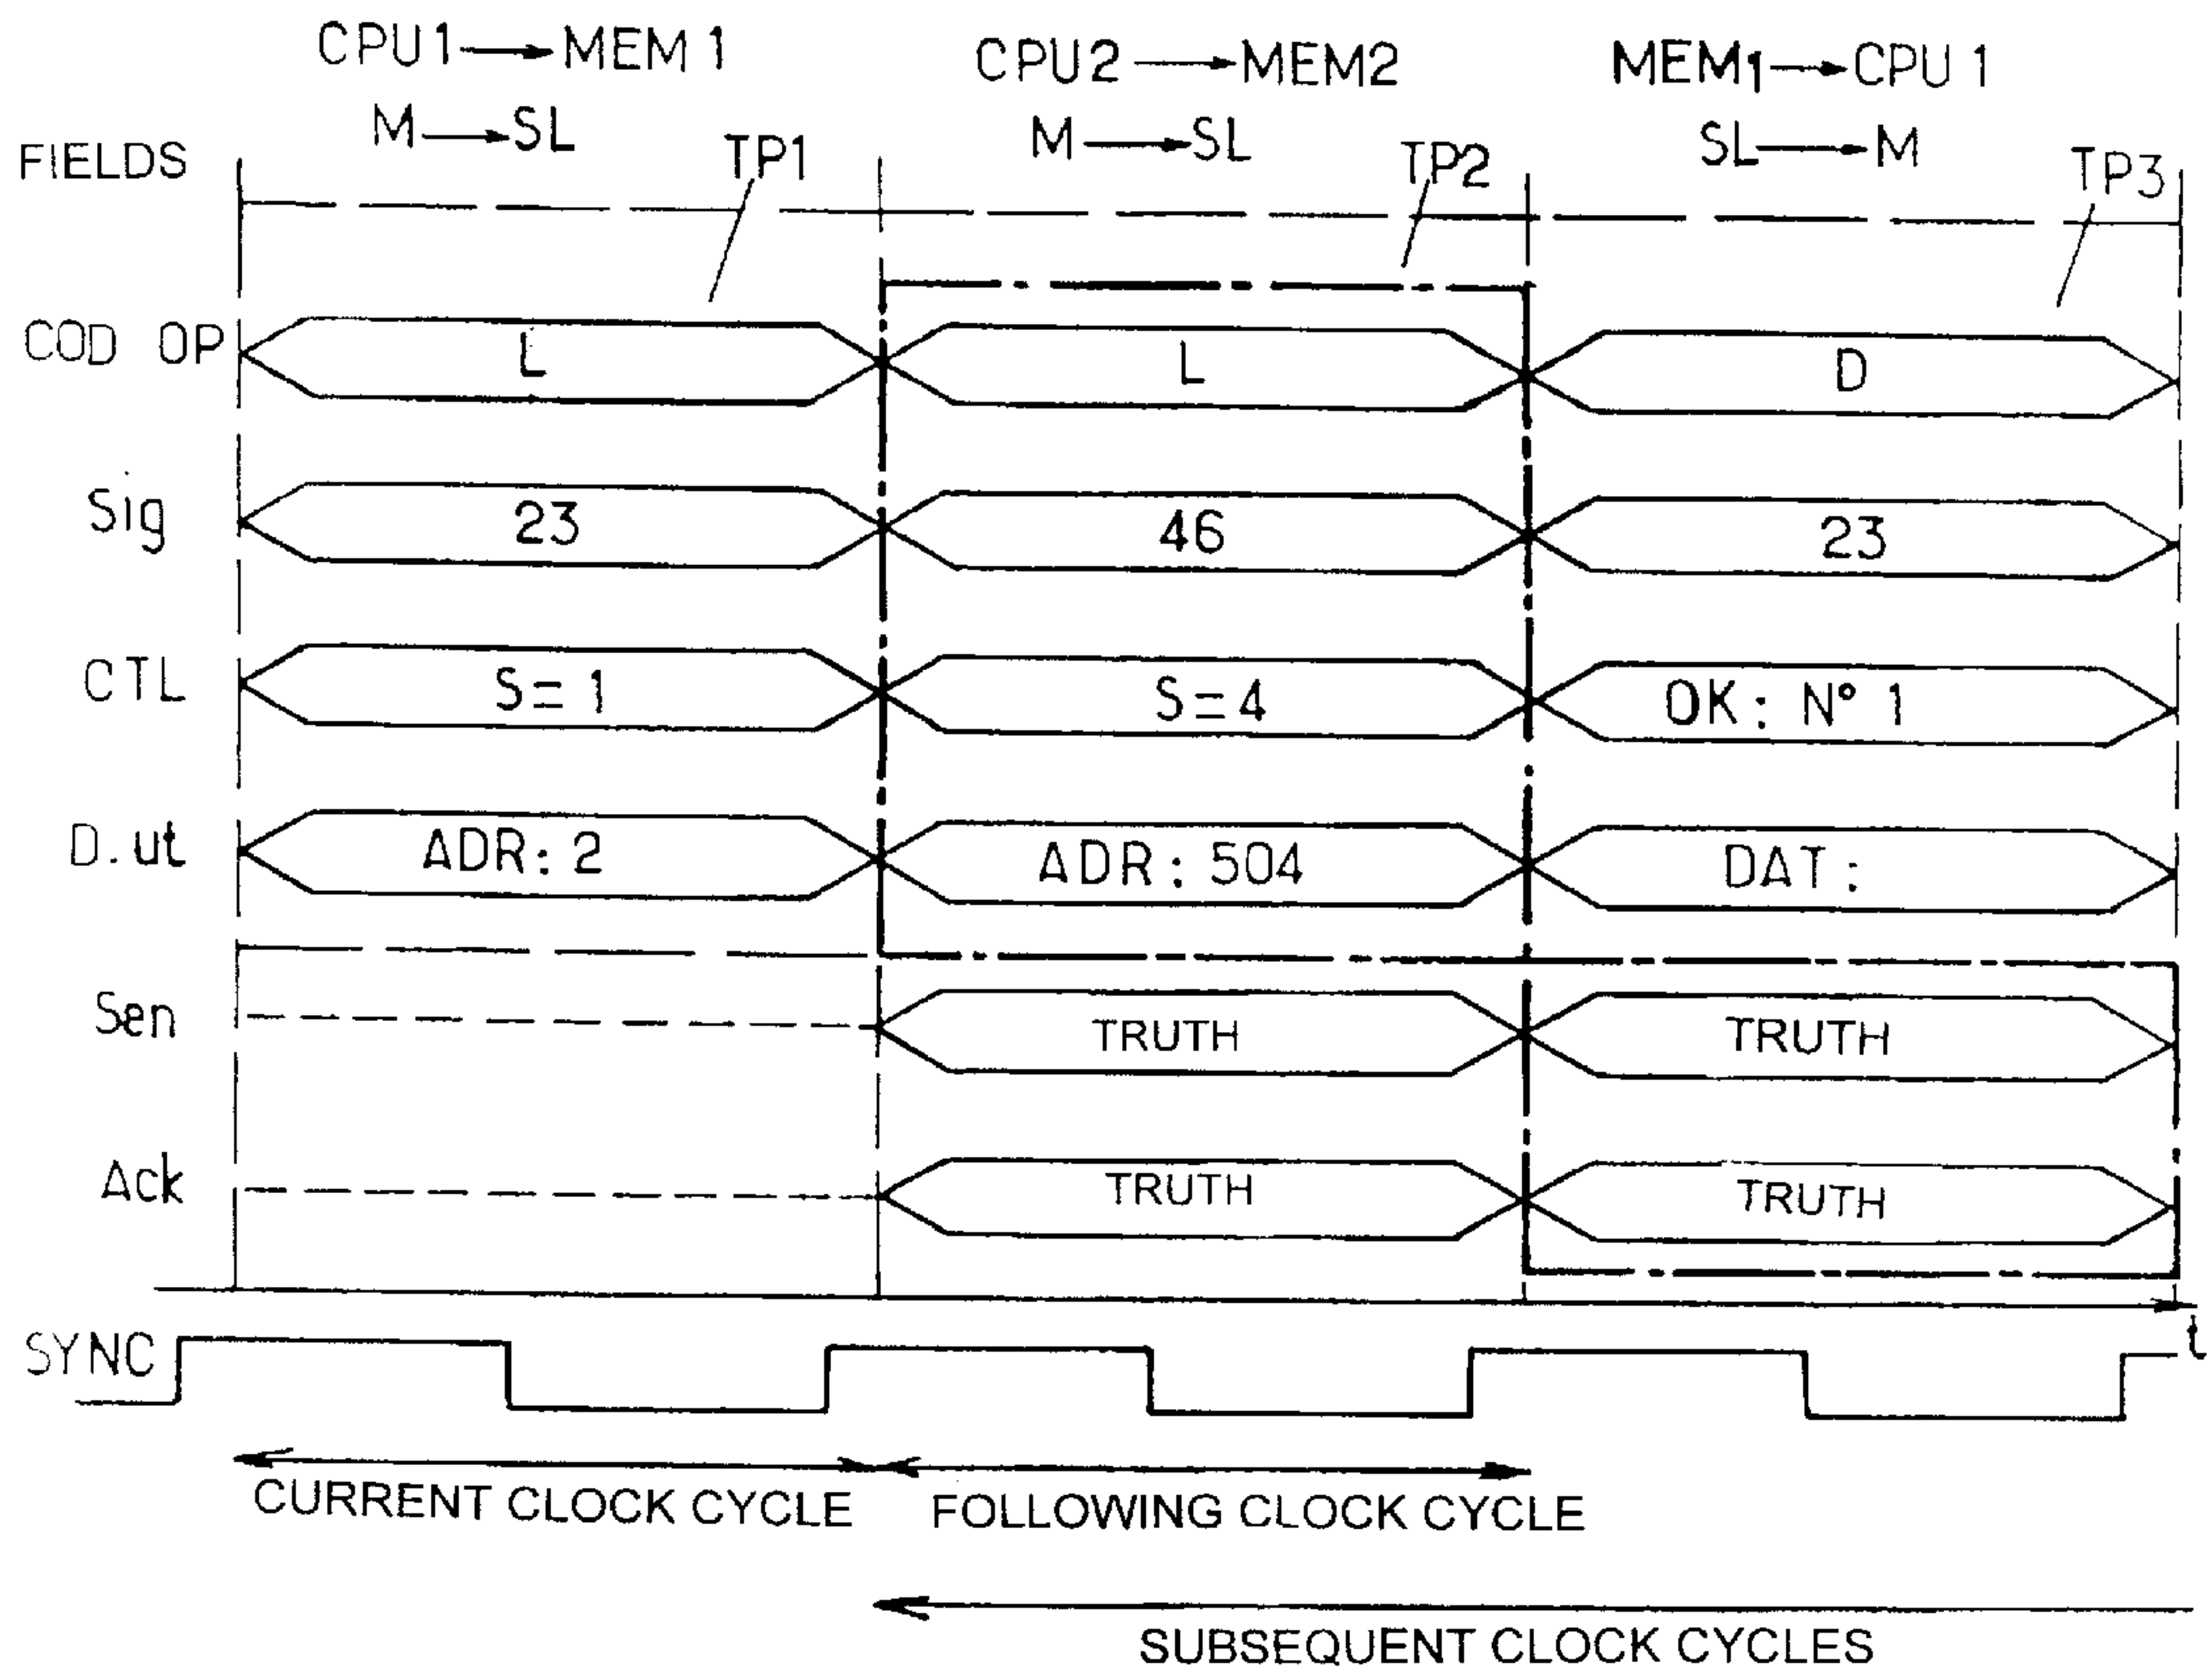 CPU1 → MEM 1 CPU2 → MEM2 MEM1 → CPU 1
M → SL M → SL SL → M
FIELDS TP1 TP2 TP3
COD OP L L D
Sig 23 46 23
CTL S = 1 S = 4 OK : N° 1
D.ut ADR : 2 ADR : 504 DAT :
Sen TRUTH TRUTH
Ack TRUTH TRUTH
SYNC t
CURRENT CLOCK CYCLE FOLLOWING CLOCK CYCLE
SUBSEQUENT CLOCK CYCLES